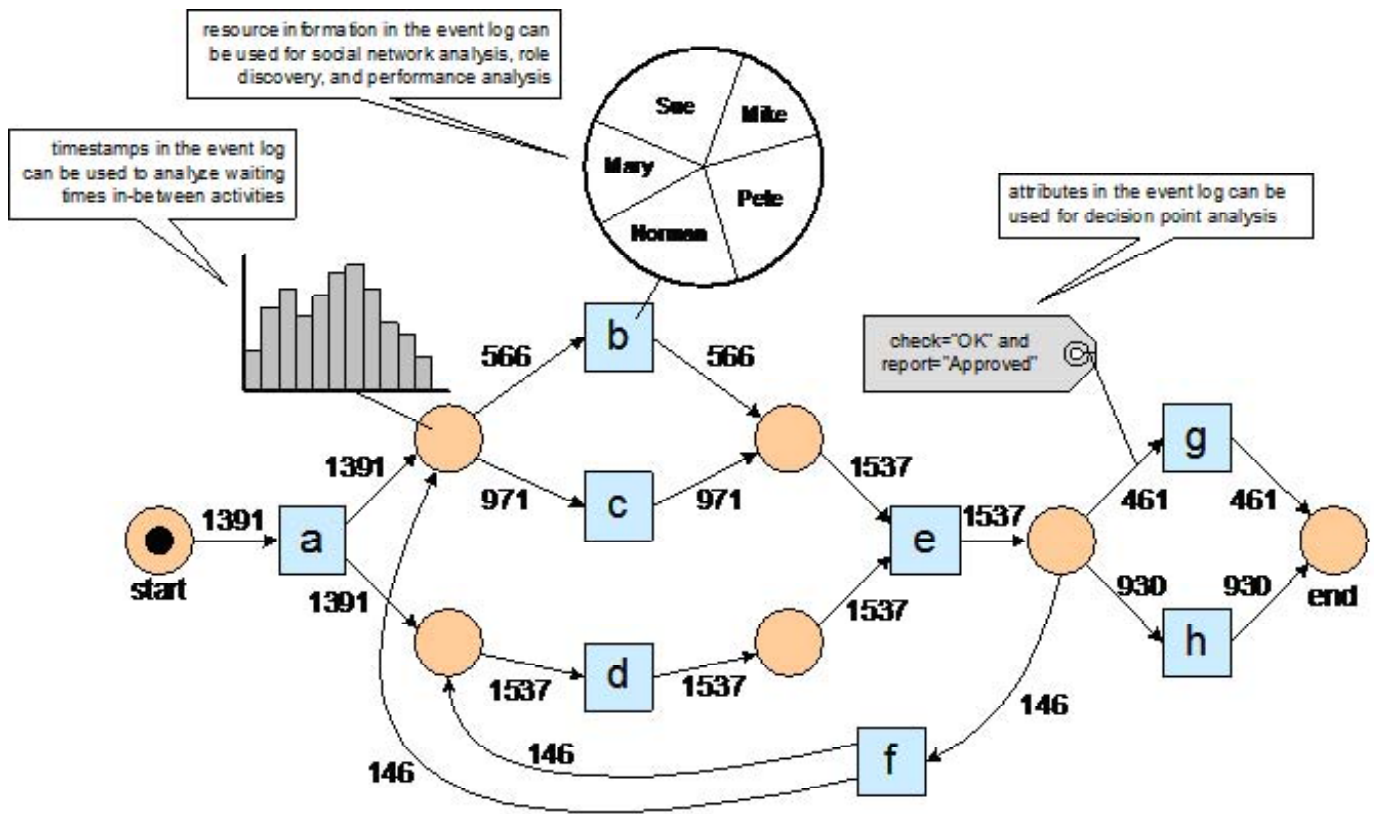 resource information in the event log can
be used for social network analysis, role
discovery, and performance analysis
timestamps in the event log
can be used to analyze waiting
times in-between activities
Sue
Mike
Mary
Pete
Norman
attributes in the event log can be
used for decision point analysis
check="OK" and
report="Approved"
b
566
566
g
1391
971
c
971
1537
461
461
1391
a
e
1537
start
1391
1537
930
930
end
h
d
1537
1537
146
f
146
146